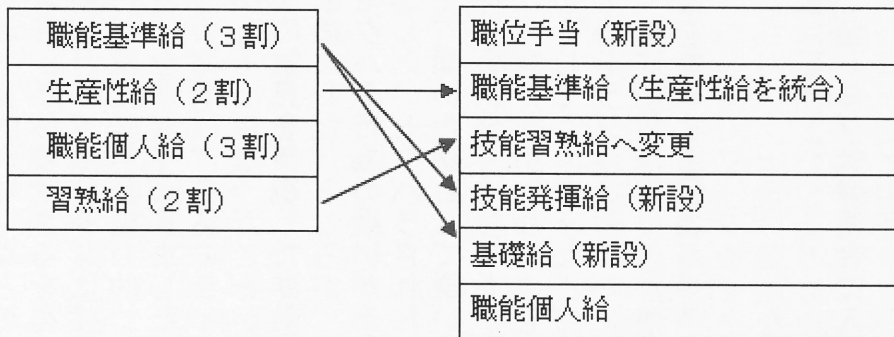 職能基準給（３割）
生産性給（２割）
職能個人給（３割）
習熟給（２割）
職位手当（新設）
職能基準給（生産性給を統合）
技能習熟給へ変更
技能発揮給（新設）
基礎給（新設）
職能個人給